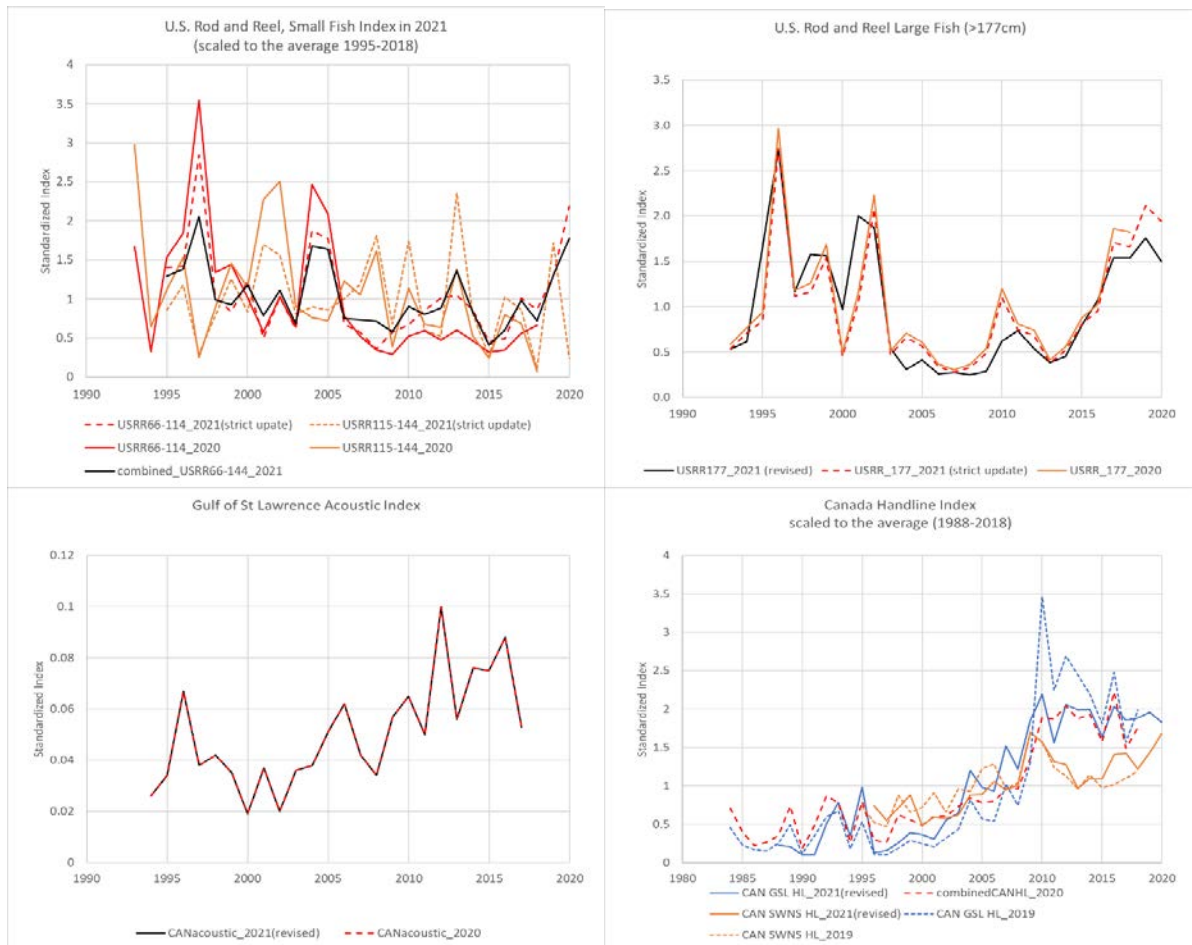 U.S. Rod and Reel, Small Fish Index in 2021
(scaled to the average 1995-2018)
Standardized Index
4
3.5
3
2.5
2
1.5
1
0.5
0
1990 1995 2000 2005 2010 2015 2020
USRR66-114_2021(strict upate) USRR115-144_2021(strict update)
USRR66-114_2020 USRR115-144_2020
combined_USRR66-144_2021
U.S. Rod and Reel Large Fish (>177cm)
Standardized Index
3.5
3.0
2.5
2.0
1.5
1.0
0.5
0.0
1990 1995 2000 2005 2010 2015 2020
USRR177_2021 (revised) USRR_177_2021 (strict update) USRR_177_2020
Gulf of St Lawrence Acoustic Index
Standardized Index
0.12
0.1
0.08
0.06
0.04
0.02
0
1990 1995 2000 2005 2010 2015 2020
CANacoustic_2021(revised) CANacoustic_2020
Canada Handline Index
scaled to the average (1988-2018)
Standardized Index
4
3.5
3
2.5
2
1.5
1
0.5
0
1980 1985 1990 1995 2000 2005 2010 2015 2020
CAN GSL HL_2021(revised) combinedCANHL_2020
CAN SWNS HL_2021(revised) CAN GSL HL_2019
CAN SWNS HL_2019